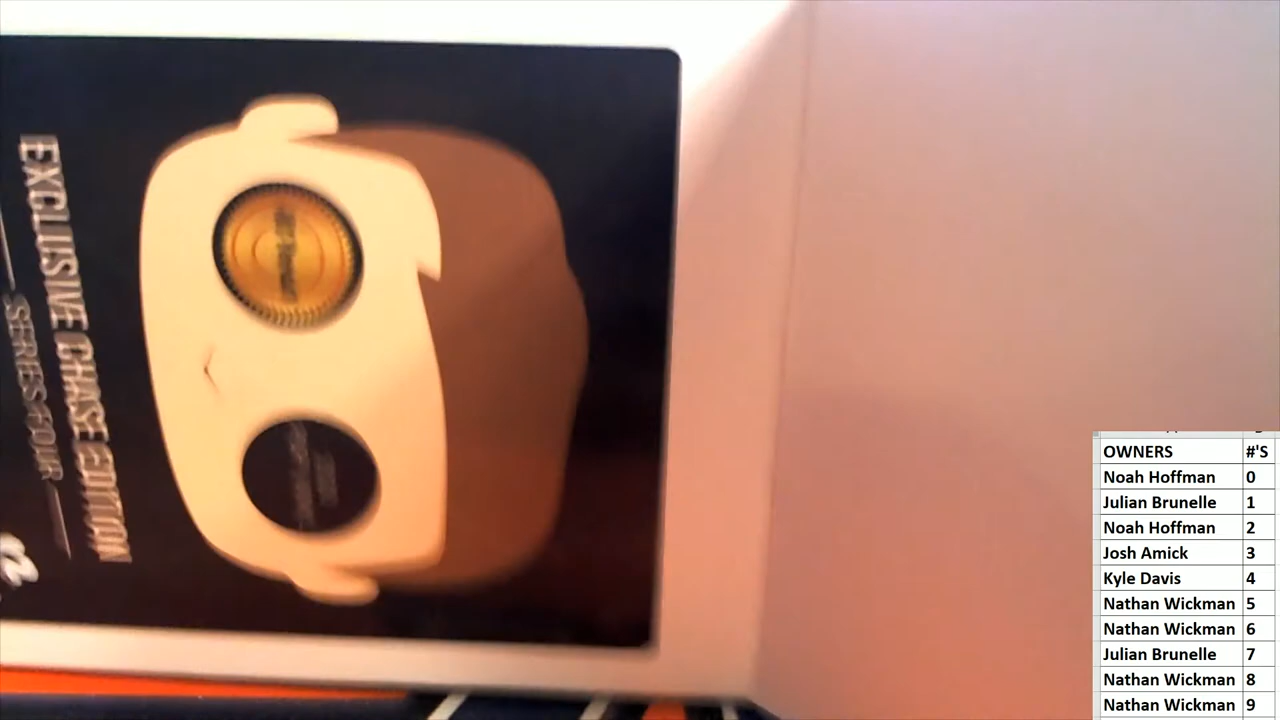 EXCLUSIVE CHASE EDITION
SERIES FOUR
OWNERS #'S
Noah Hoffman 0
Julian Brunelle 1
Noah Hoffman 2
Josh Amick 3
Kyle Davis 4
Nathan Wickman 5
Nathan Wickman 6
Julian Brunelle 7
Nathan Wickman 8
Nathan Wickman 9